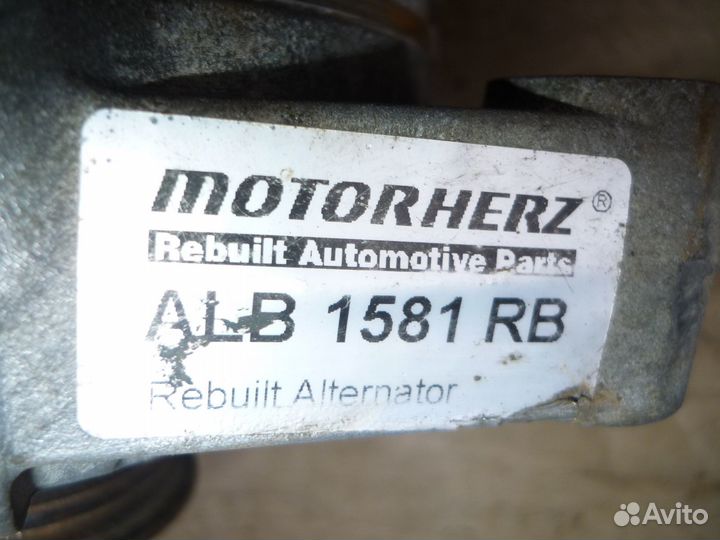 MOTORHERZ®
Rebuilt Automotive Parts
ALB 1581 RB
Rebuilt Alternator
Avito